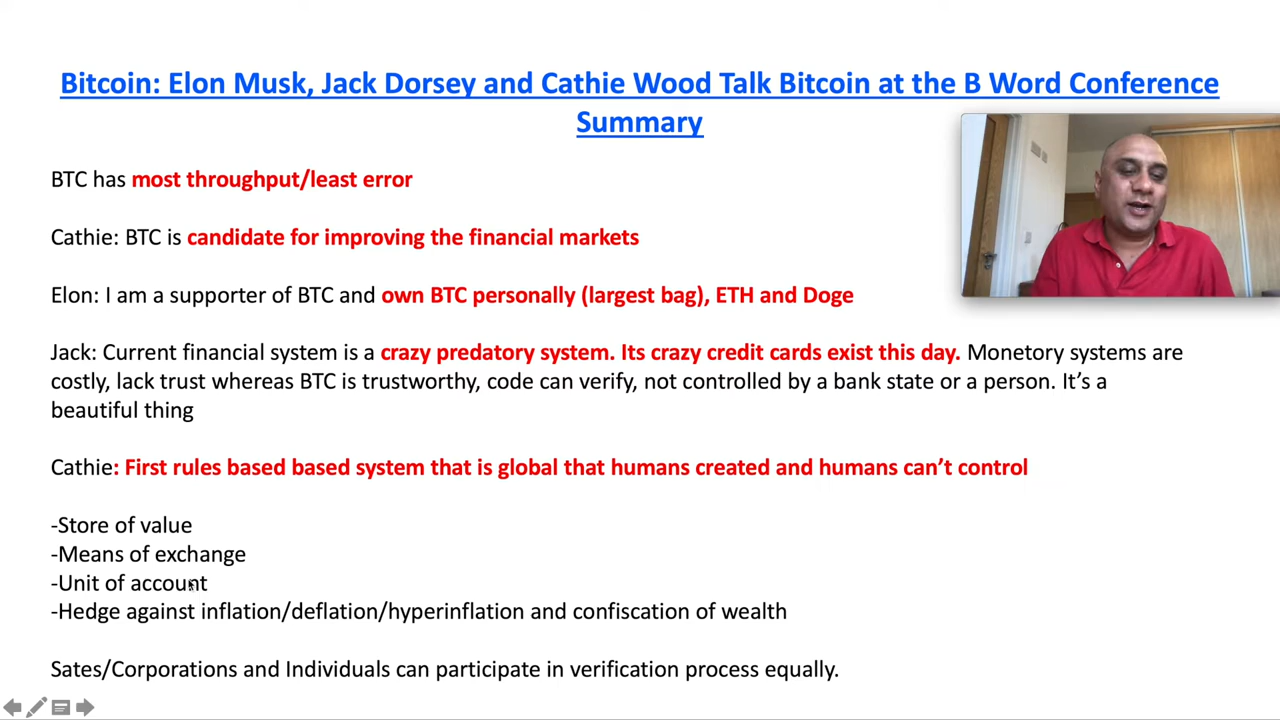 Bitcoin: Elon Musk, Jack Dorsey and Cathie Wood Talk Bitcoin at the B Word Conference
Summary
BTC has most throughput/least error
Cathie: BTC is candidate for improving the financial markets
Elon: I am a supporter of BTC and own BTC personally (largest bag), ETH and Doge
Jack: Current financial system is a crazy predatory system. Its crazy credit cards exist this day. Monetory systems are
costly, lack trust whereas BTC is trustworthy, code can verify, not controlled by a bank state or a person. It’s a
beautiful thing
Cathie: First rules based based system that is global that humans created and humans can’t control
-Store of value
-Means of exchange
-Unit of account
-Hedge against inflation/deflation/hyperinflation and confiscation of wealth
Sates/Corporations and Individuals can participate in verification process equally.